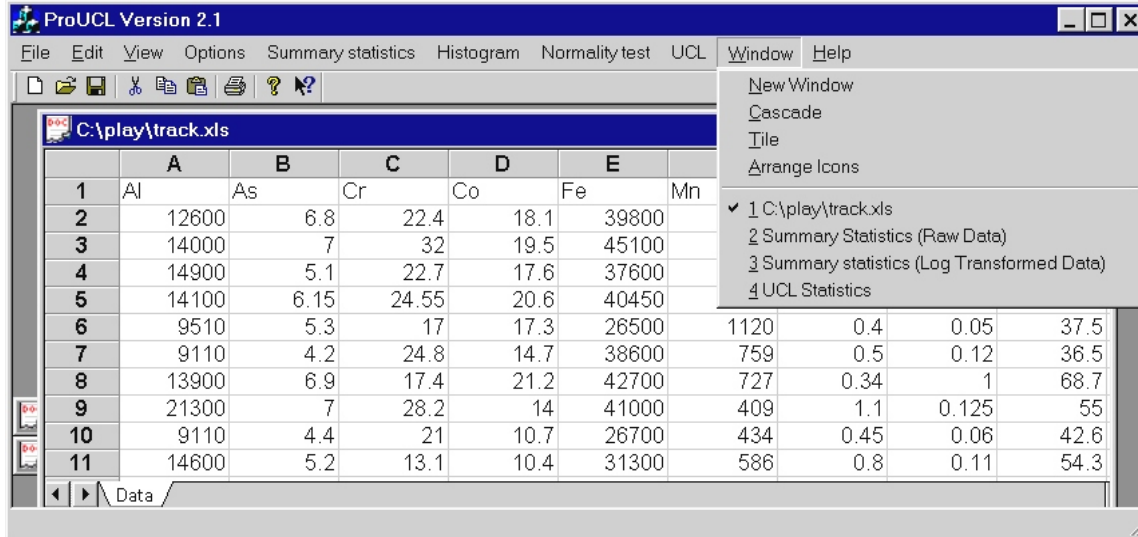 ProUCL Version 2.1
File Edit View Options Summary statistics Histogram Normality test UCL Window Help
New Window
Cascade
Tile
Arrange Icons
1 C:\play\track.xls
2 Summary Statistics (Raw Data)
3 Summary statistics (Log Transformed Data)
4 UCL Statistics
C:\play\track.xls
A B C D E
1 Al As Cr Co Fe Mn
2 12600 6.8 22.4 18.1 39800
3 14000 7 32 19.5 45100
4 14900 5.1 22.7 17.6 37600
5 14100 6.15 24.55 20.6 40450
6 9510 5.3 17 17.3 26500 1120 0.4 0.05 37.5
7 9110 4.2 24.8 14.7 38600 759 0.5 0.12 36.5
8 13900 6.9 17.4 21.2 42700 727 0.34 1 68.7
9 21300 7 28.2 14 41000 409 1.1 0.125 55
10 9110 4.4 21 10.7 26700 434 0.45 0.06 42.6
11 14600 5.2 13.1 10.4 31300 586 0.8 0.11 54.3
Data